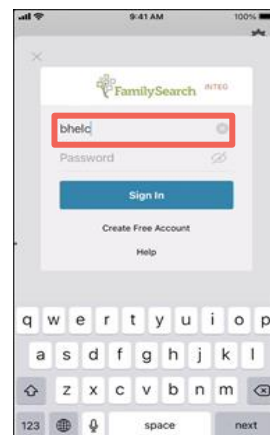 9:41 AM 100%
FamilySearch INTEG
bhelc
Password
Sign In
Create Free Account
Help
q w e r t y u i o p
a s d f g h j k l
z x c v b n m
123 space next